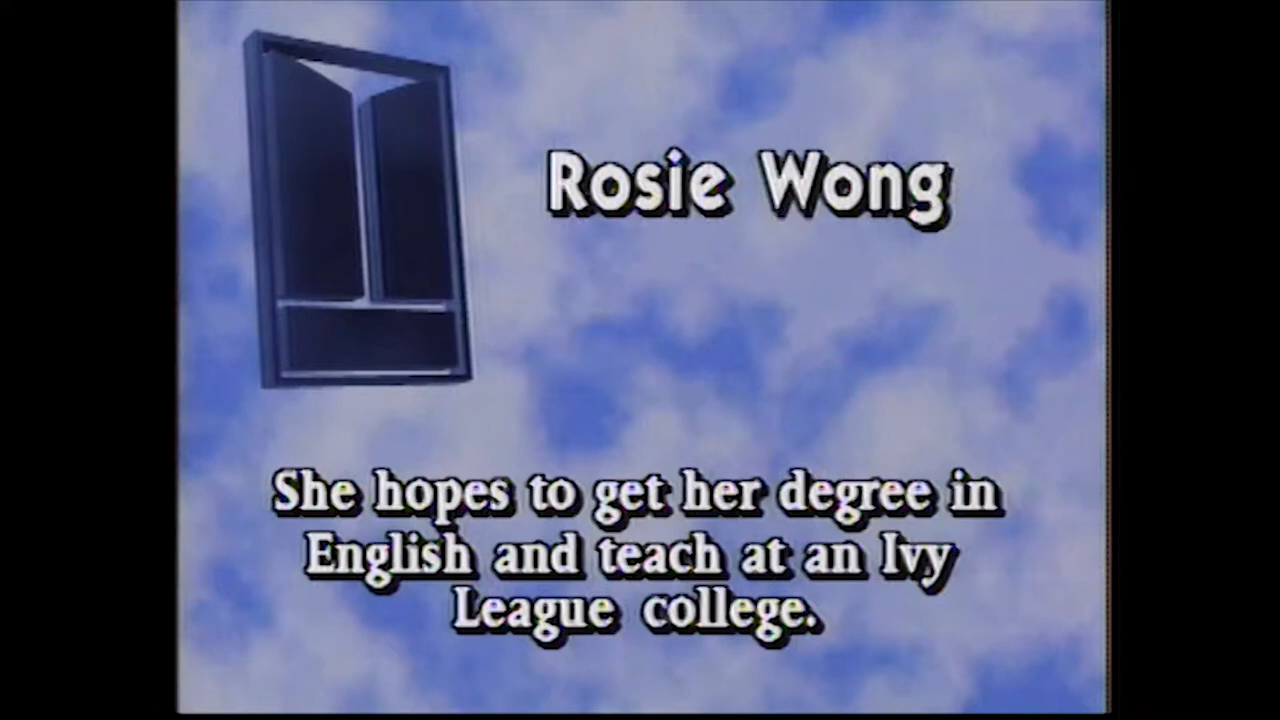 Rosie Wong
She hopes to get her degree in
English and teach at an Ivy
League college.